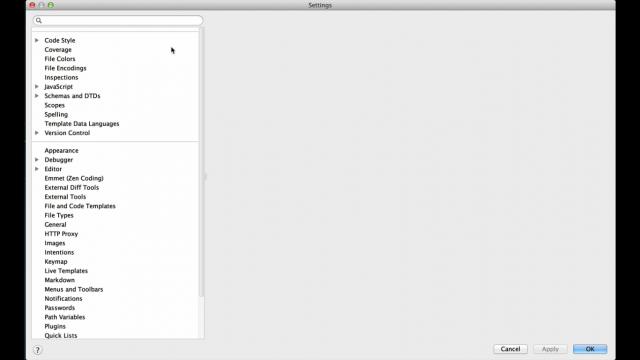 Settings
Code Style
Coverage
File Colors
File Encodings
Inspections
JavaScript
Schemas and DTDs
Scopes
Spelling
Template Data Languages
Version Control
Appearance
Debugger
Editor
Emmet (Zen Coding)
External Diff Tools
External Tools
File and Code Templates
File Types
General
HTTP Proxy
Images
Intentions
Keymap
Live Templates
Markdown
Menus and Toolbars
Notifications
Passwords
Path Variables
Plugins
Quick Lists
? Cancel Apply OK